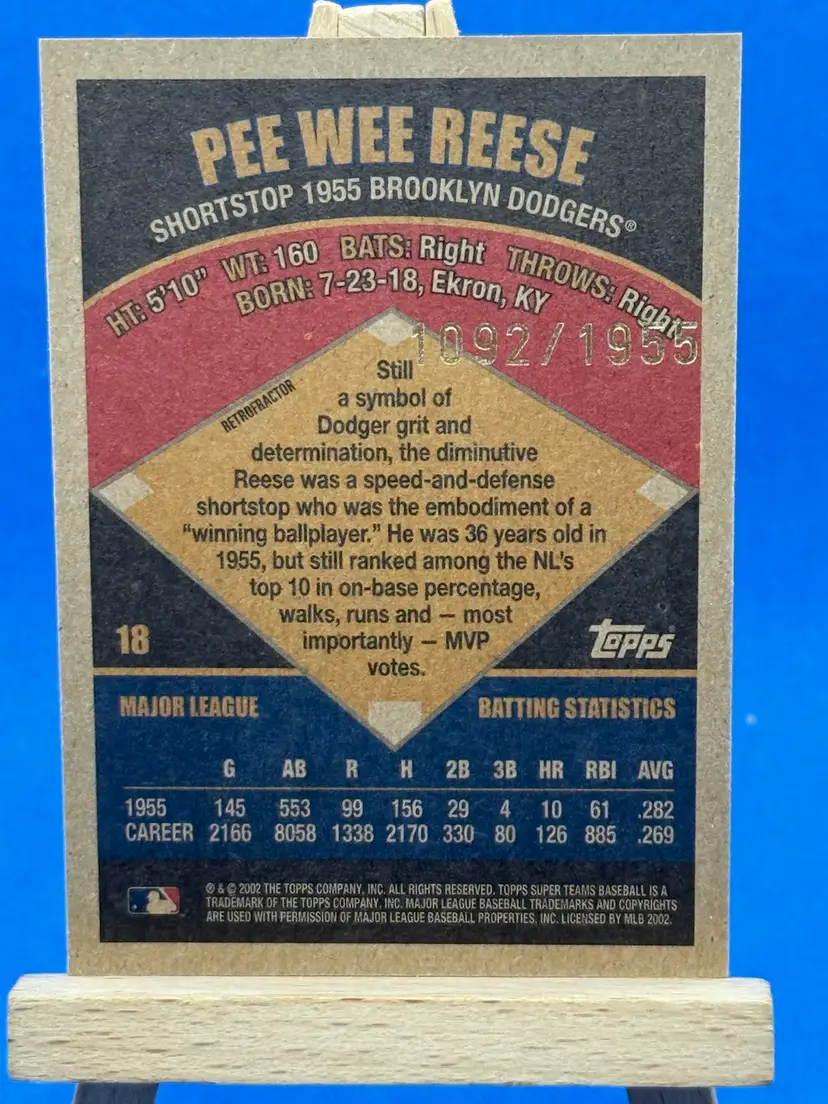 PEE WEE REESE
SHORTSTOP 1955 BROOKLYN DODGERS®
HT: 5'10" WT: 160 BATS: Right THROWS: Right
BORN: 7-23-18, Ekron, KY
1092/1955
RETROFRACTOR
Still
a symbol of
Dodger grit and
determination, the diminutive
Reese was a speed-and-defense
shortstop who was the embodiment of a
"winning ballplayer." He was 36 years old in
1955, but still ranked among the NL's
top 10 in on-base percentage,
walks, runs and — most
importantly — MVP
votes.
18
Topps
MAJOR LEAGUE BATTING STATISTICS
G AB R H 2B 3B HR RBI AVG
1955 145 553 99 156 29 4 10 61 .282
CAREER 2166 8058 1338 2170 330 80 126 885 .269
® & © 2002 THE TOPPS COMPANY, INC. ALL RIGHTS RESERVED. TOPPS SUPER TEAMS BASEBALL IS A
TRADEMARK OF THE TOPPS COMPANY, INC. MAJOR LEAGUE BASEBALL TRADEMARKS AND COPYRIGHTS
ARE USED WITH PERMISSION OF MAJOR LEAGUE BASEBALL PROPERTIES, INC. LICENSED BY MLB 2002.